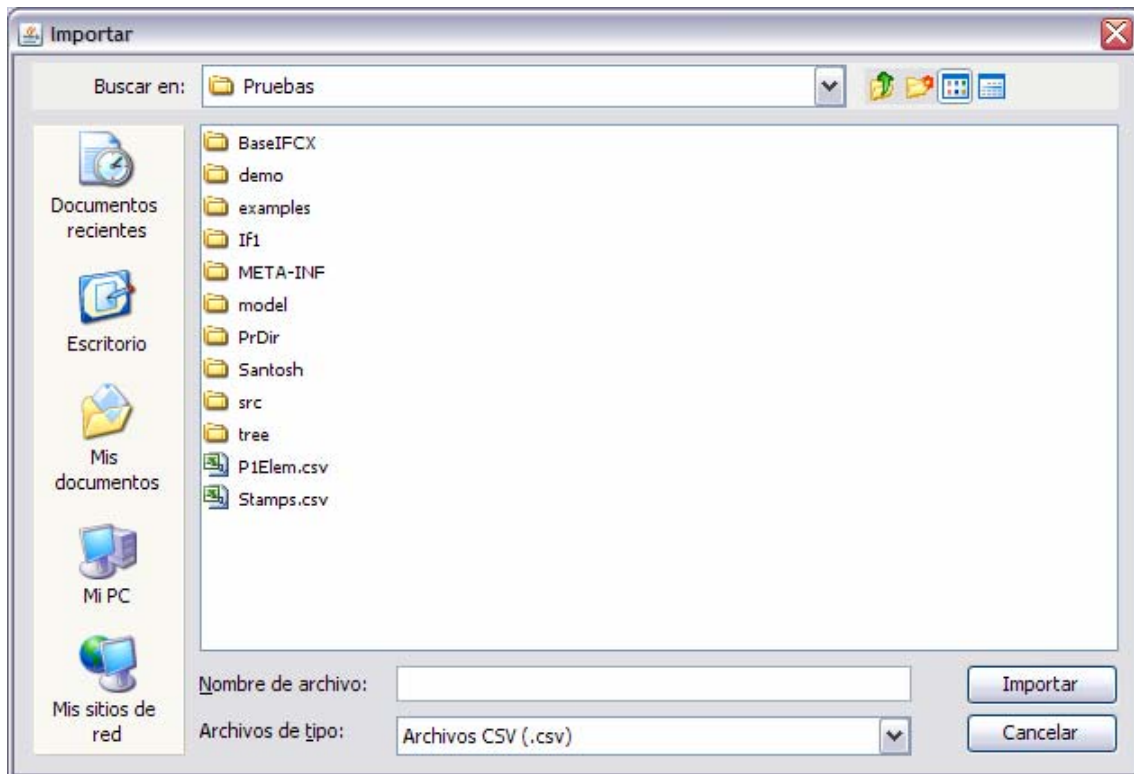 Importar
Buscar en:
Pruebas
Documentos
recientes
Escritorio
Mis
documentos
Mi PC
Mis sitios de
red
BaseIFCX
demo
examples
If1
META-INF
model
PrDir
Santosh
src
tree
P1Elem.csv
Stamps.csv
Nombre de archivo:
Importar
Archivos de tipo:
Archivos CSV (.csv)
Cancelar